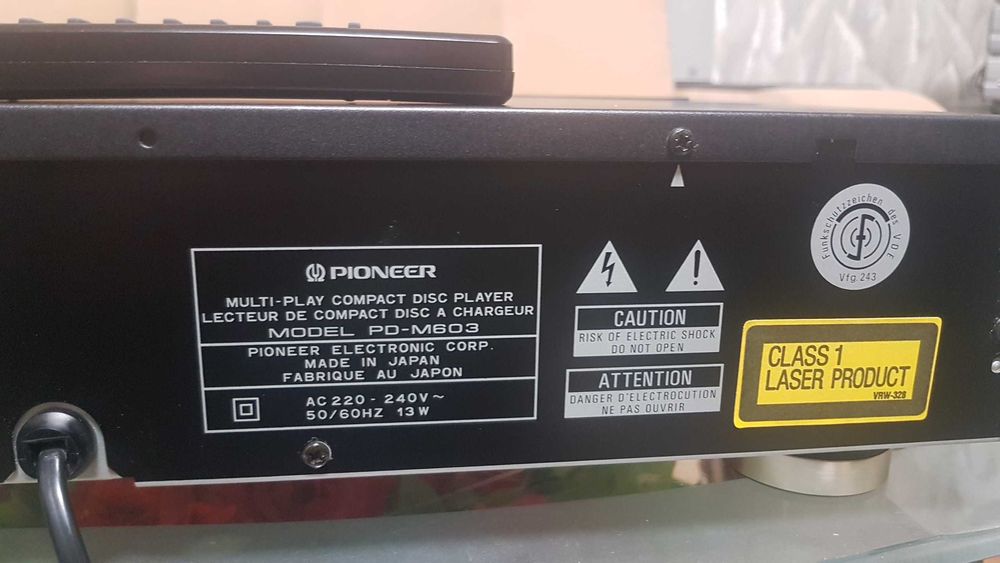 PIONEER
MULTI-PLAY COMPACT DISC PLAYER
LECTEUR DE COMPACT DISC A CHARGEUR
MODEL PD-M603
PIONEER ELECTRONIC CORP.
MADE IN JAPAN
FABRIQUE AU JAPON
AC 220 - 240V~
50/60HZ 13W
CAUTION
RISK OF ELECTRIC SHOCK
DO NOT OPEN
ATTENTION
DANGER D'ELECTROCUTION
NE PAS OUVRIR
Funkschutzzeichen des VDE
Vfg. 243
CLASS 1
LASER PRODUCT
VRW-328